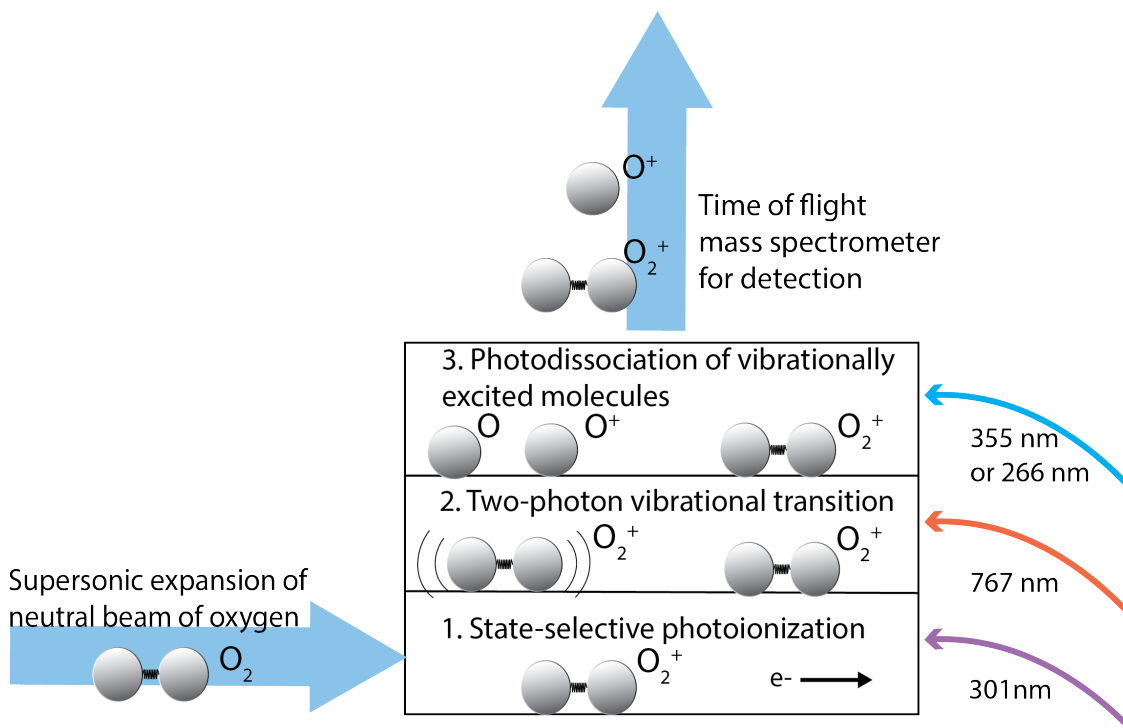 O⁺
O₂⁺
Time of flight
mass spectrometer
for detection
3. Photodissociation of vibrationally
excited molecules
O
O⁺
O₂⁺
355 nm
or 266 nm
2. Two-photon vibrational transition
O₂⁺
O₂⁺
767 nm
Supersonic expansion of
neutral beam of oxygen
O₂
1. State-selective photoionization
O₂⁺
e-
301nm